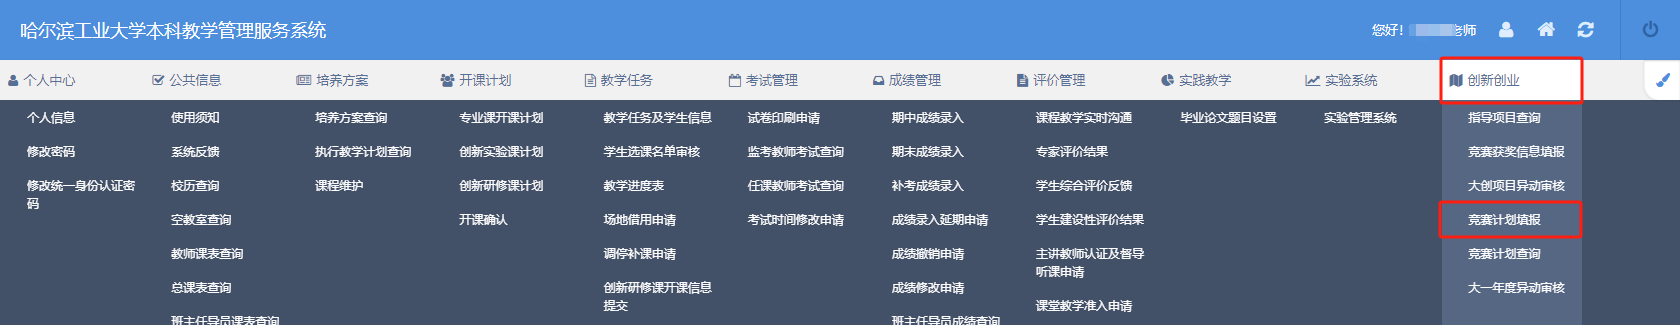 哈尔滨工业大学本科教学管理服务系统
您好! 老师
个人中心 公共信息 培养方案 开课计划 教学任务 考试管理 成绩管理 评价管理 实践教学 实验系统 创新创业
个人信息 使用须知 培养方案查询 专业课开课计划 教学任务及学生信息 试卷印刷申请 期中成绩录入 课程教学实时沟通 毕业论文题目设置 实验管理系统 指导项目查询
修改密码 系统反馈 执行教学计划查询 创新实验课计划 学生选课名单审核 监考教师考试查询 期末成绩录入 专家评价结果 竞赛获奖信息填报
修改统一身份认证密码 校历查询 课程维护 创新研修课计划 教学进度表 任课教师考试查询 补考成绩录入 学生综合评价反馈 大创项目异动审核
空教室查询 开课确认 场地借用申请 考试时间修改申请 成绩录入延期申请 学生建设性评价结果 竞赛计划填报
教师课表查询 调停补课申请 成绩撤销申请 主讲教师认证及督导听课申请 竞赛计划查询
总课表查询 创新研修课开课信息提交 成绩修改申请 课堂教学准入申请 大一年度异动审核
班主任导员课表查询 班主任导员成绩查询